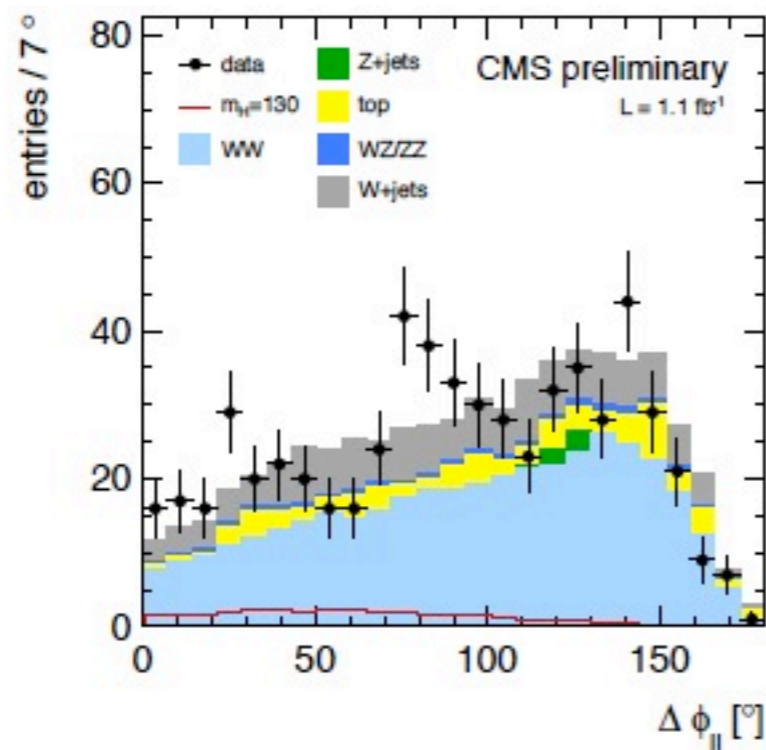 80
60
40
20
0
entries / 7°
data
m_H=130
WW
Z+jets
top
WZ/ZZ
W+jets
CMS preliminary
L = 1.1 fb⁻¹
0 50 100 150
Δ ϕ_ll [°]